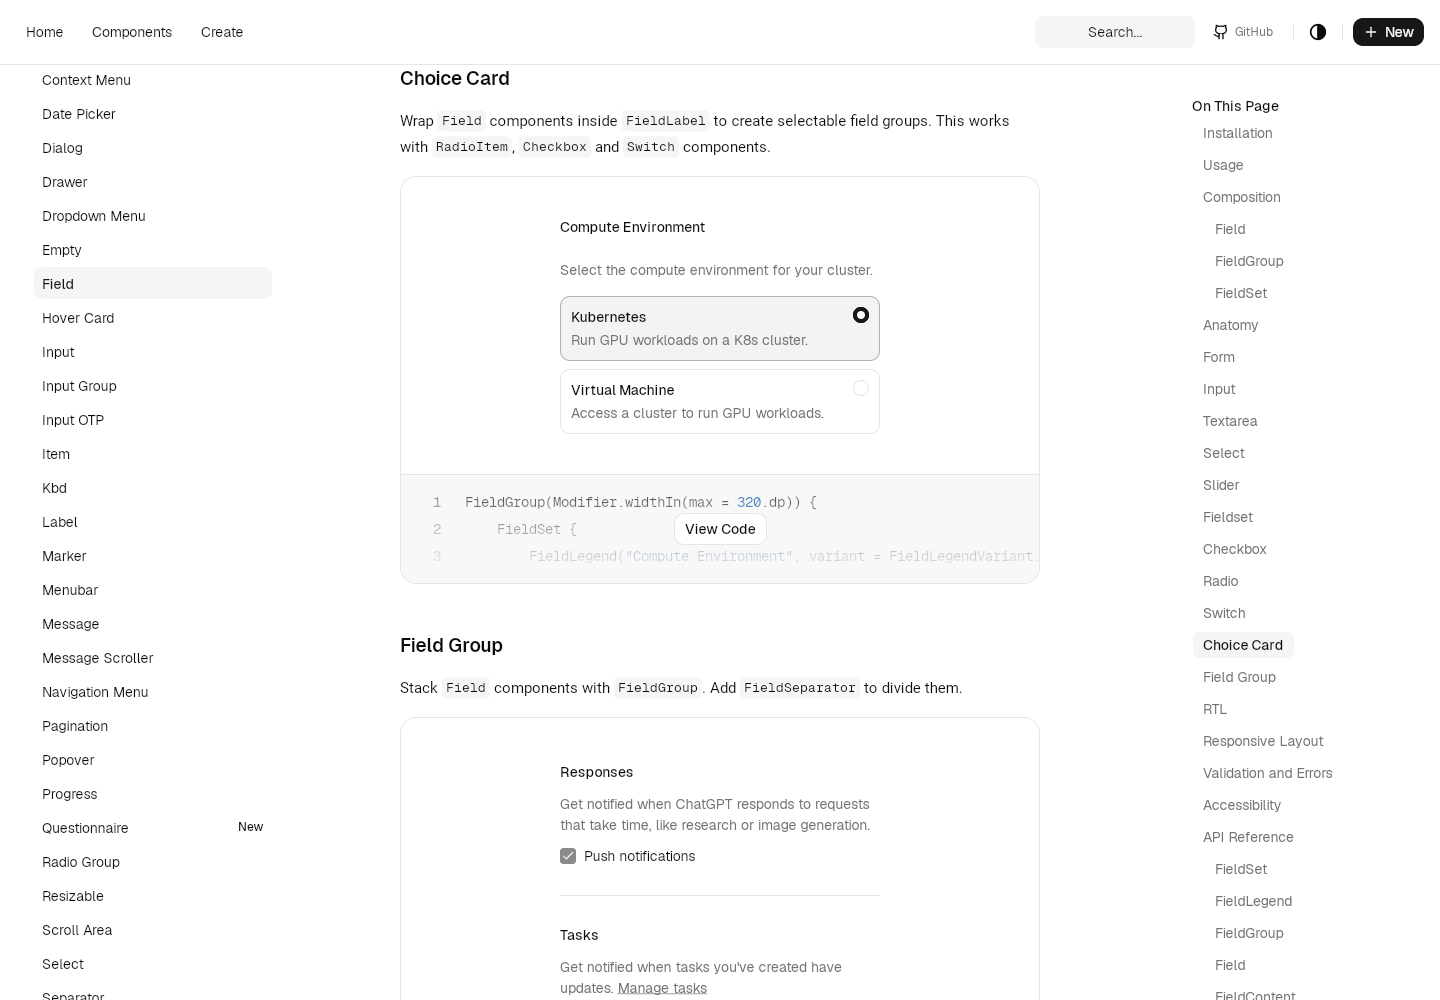 Home
Components
Create
Search...
GitHub
New
Context Menu
Date Picker
Dialog
Drawer
Dropdown Menu
Empty
Field
Hover Card
Input
Input Group
Input OTP
Item
Kbd
Label
Marker
Menubar
Message
Message Scroller
Navigation Menu
Pagination
Popover
Progress
Questionnaire New
Radio Group
Resizable
Scroll Area
Select
Separator
Choice Card
Wrap Field components inside FieldLabel to create selectable field groups. This works
with RadioItem, Checkbox and Switch components.
Compute Environment
Select the compute environment for your cluster.
Kubernetes
Run GPU workloads on a K8s cluster.
Virtual Machine
Access a cluster to run GPU workloads.
1 FieldGroup(Modifier.widthIn(max = 320.dp)) {
2 FieldSet {
View Code
3 FieldLegend("Compute Environment", variant = FieldLegendVariant.
Field Group
Stack Field components with FieldGroup. Add FieldSeparator to divide them.
Responses
Get notified when ChatGPT responds to requests
that take time, like research or image generation.
Push notifications
Tasks
Get notified when tasks you've created have
updates. Manage tasks
On This Page
Installation
Usage
Composition
Field
FieldGroup
FieldSet
Anatomy
Form
Input
Textarea
Select
Slider
Fieldset
Checkbox
Radio
Switch
Choice Card
Field Group
RTL
Responsive Layout
Validation and Errors
Accessibility
API Reference
FieldSet
FieldLegend
FieldGroup
Field
FieldContent